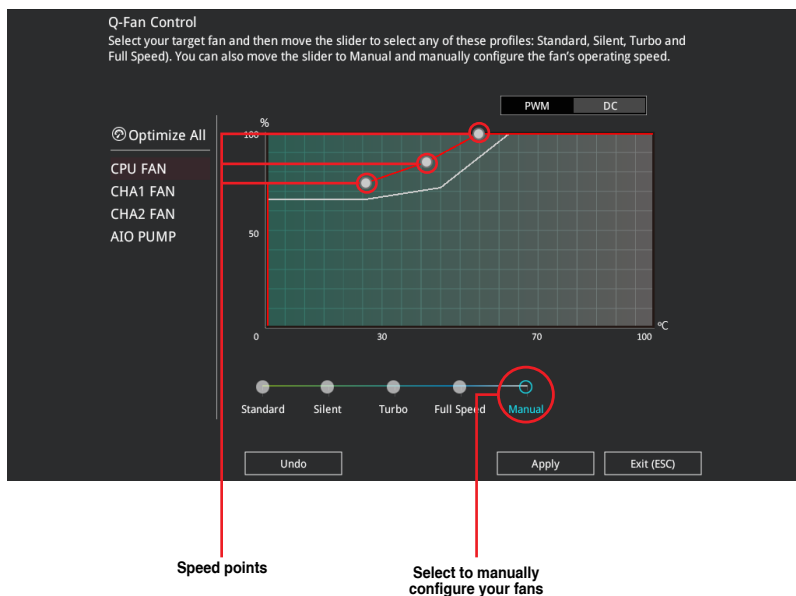 Q-Fan Control
Select your target fan and then move the slider to select any of these profiles: Standard, Silent, Turbo and
Full Speed). You can also move the slider to Manual and manually configure the fan's operating speed.
PWM DC
%
Optimize All
100
CPU FAN
CHA1 FAN
CHA2 FAN
AIO PUMP
50
ºC
0 30 70 100
Standard Silent Turbo Full Speed Manual
Undo Apply Exit (ESC)
Speed points
Select to manually
configure your fans